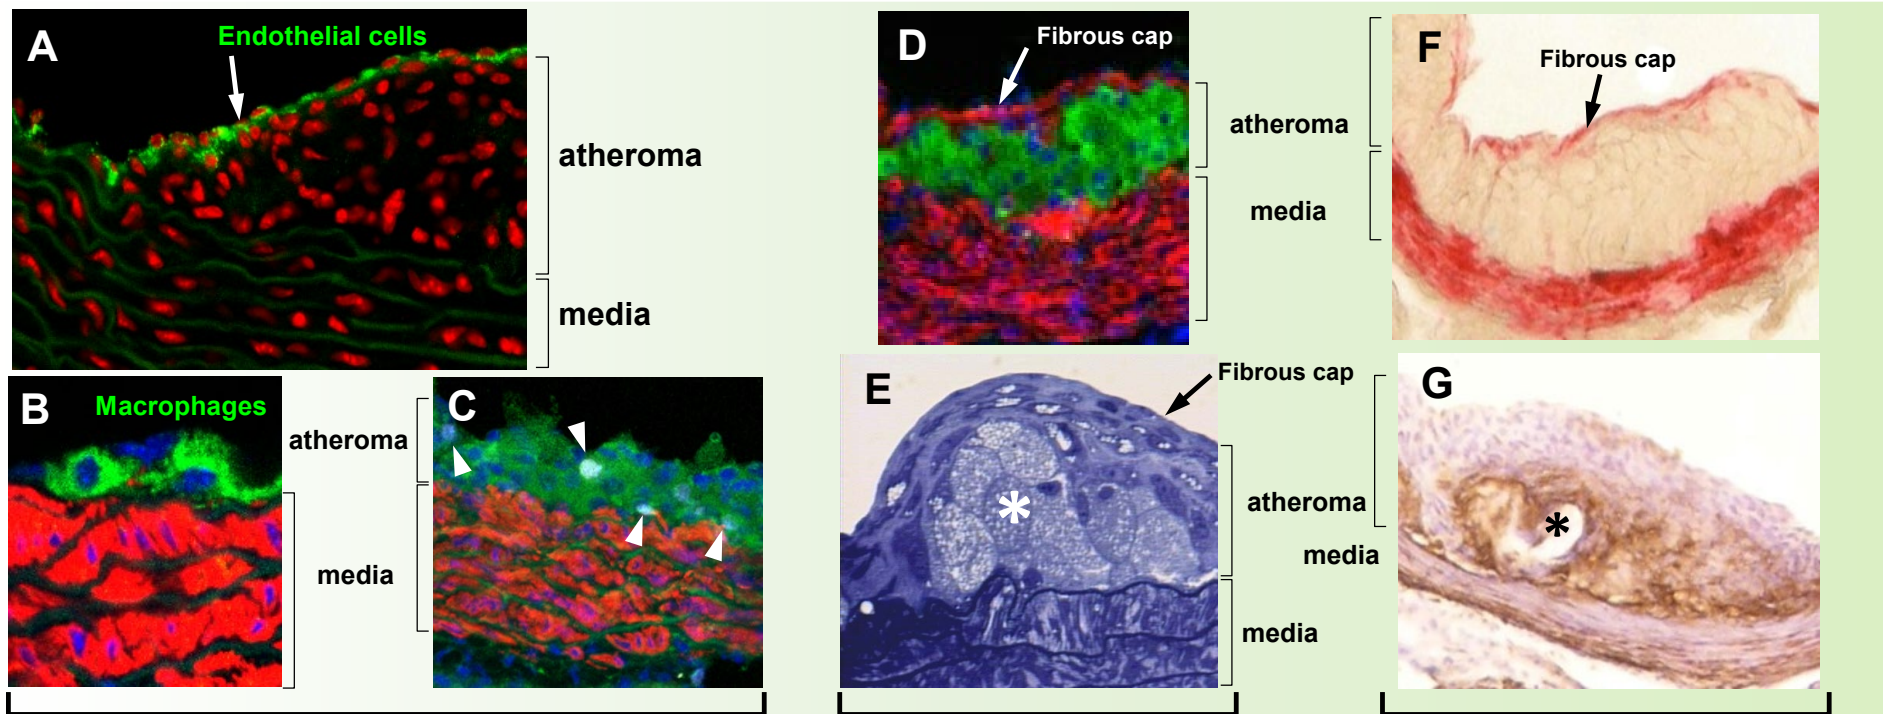 A
Endothelial cells
atheroma
media
B
Macrophages
C
atheroma
media
D
Fibrous cap
atheroma
media
E
Fibrous cap
*
atheroma
media
F
Fibrous cap
G
*
media